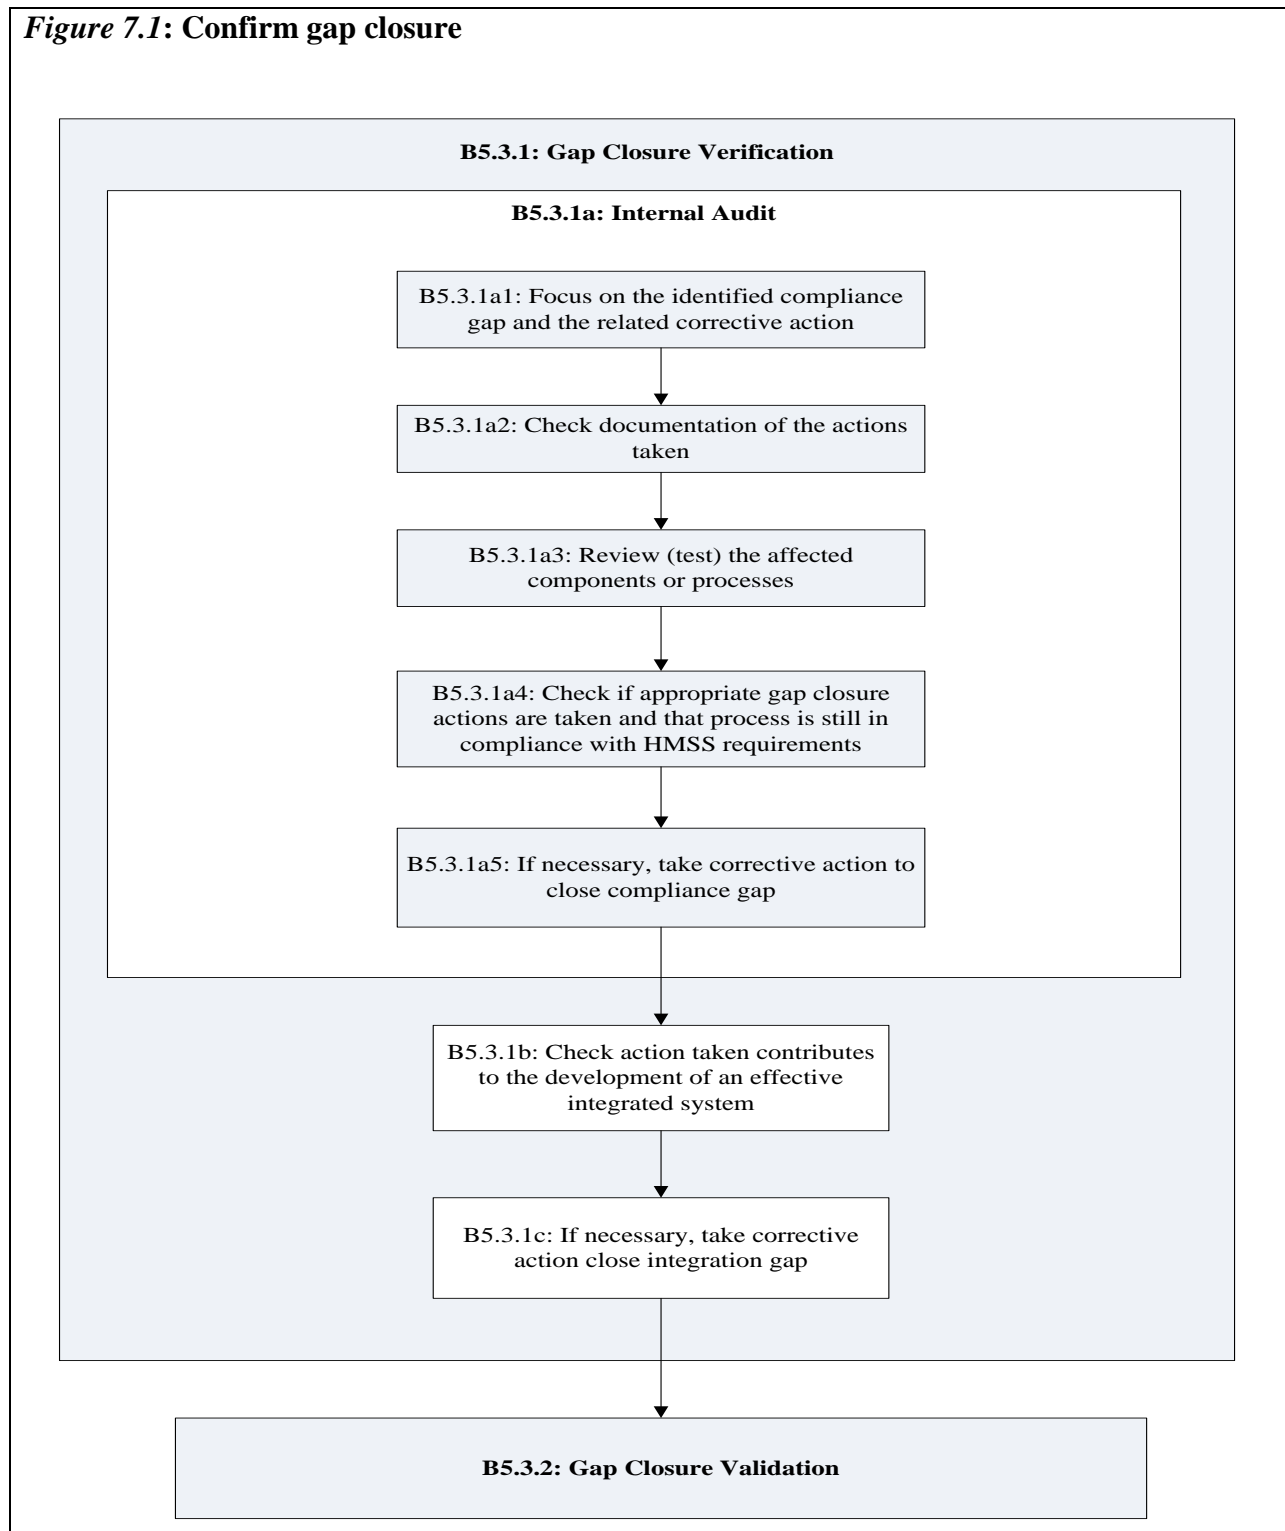 Figure 7.1: Confirm gap closure
B5.3.1: Gap Closure Verification
B5.3.1a: Internal Audit
B5.3.1a1: Focus on the identified compliance
gap and the related corrective action
B5.3.1a2: Check documentation of the actions
taken
B5.3.1a3: Review (test) the affected
components or processes
B5.3.1a4: Check if appropriate gap closure
actions are taken and that process is still in
compliance with HMSS requirements
B5.3.1a5: If necessary, take corrective action to
close compliance gap
B5.3.1b: Check action taken contributes
to the development of an effective
integrated system
B5.3.1c: If necessary, take corrective
action close integration gap
B5.3.2: Gap Closure Validation